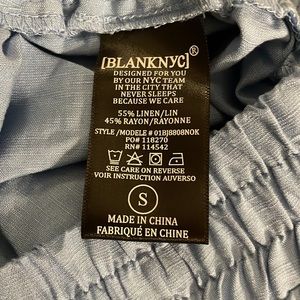 [BLANKNYC]®
DESIGNED FOR YOU
BY OUR NYC TEAM
IN THE CITY THAT
NEVER SLEEPS
BECAUSE WE CARE
55% LINEN/LIN
45% RAYON/RAYONNE
STYLE/MODELE # 01BJ8808NOK
PO# 118270
RN# 114542
SEE CARE ON REVERSE
VOIR INSTRUCTION AUVERSO
S
MADE IN CHINA
FABRIQUÉ EN CHINE